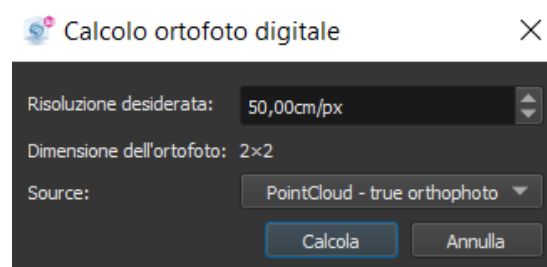 Calcolo ortofoto digitale
Risoluzione desiderata: 50,00cm/px
Dimensione dell'ortofoto: 2×2
Source: PointCloud - true orthophoto
Calcola Annulla